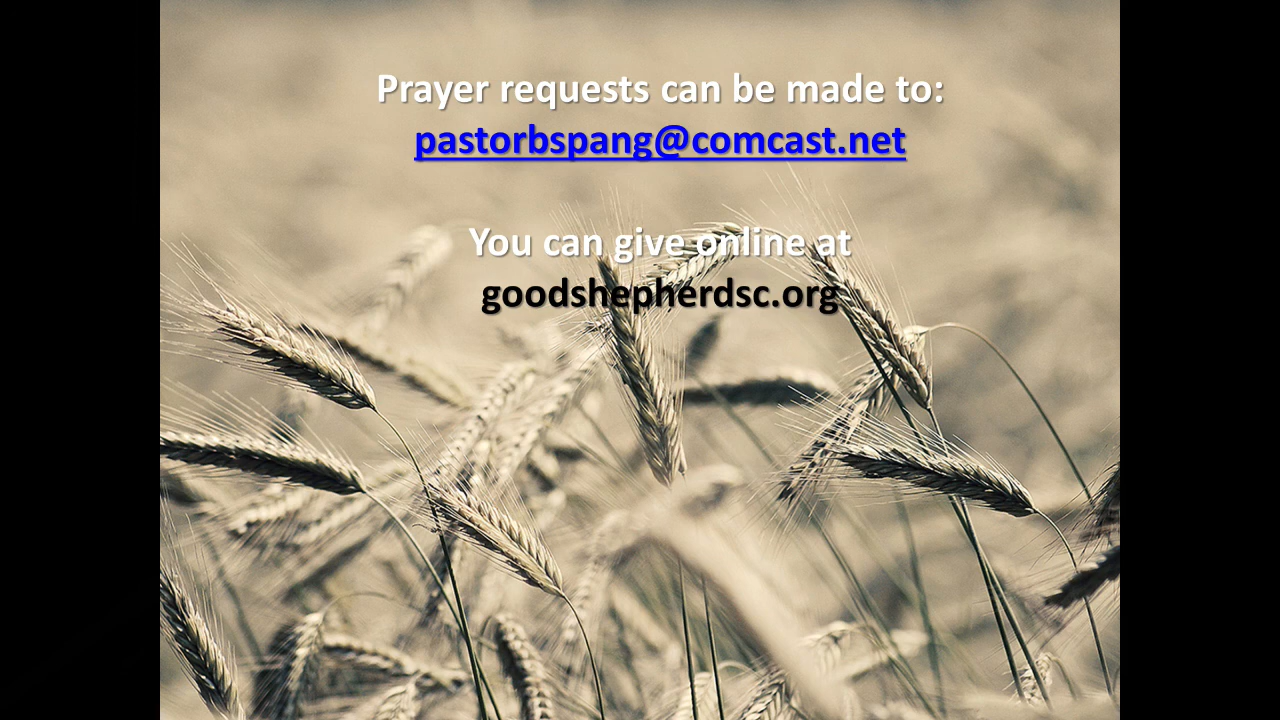 Prayer requests can be made to:
pastorbspang@comcast.net
You can give online at
goodshepherdsc.org